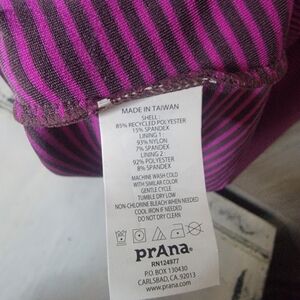 MADE IN TAIWAN
SHELL:
85% RECYCLED POLYESTER
15% SPANDEX
LINING 1:
93% NYLON
7% SPANDEX
LINING 2:
92% POLYESTER
8% SPANDEX
MACHINE WASH COLD
WITH SIMILAR COLOR
GENTLE CYCLE
TUMBLE DRY LOW
NON-CHLORINE BLEACH WHEN NEEDED
COOL IRON IF NEEDED
DO NOT DRY CLEAN
prAna
RN124977
P.O. BOX 130430
CARLSBAD, CA. 92013
www.prana.com